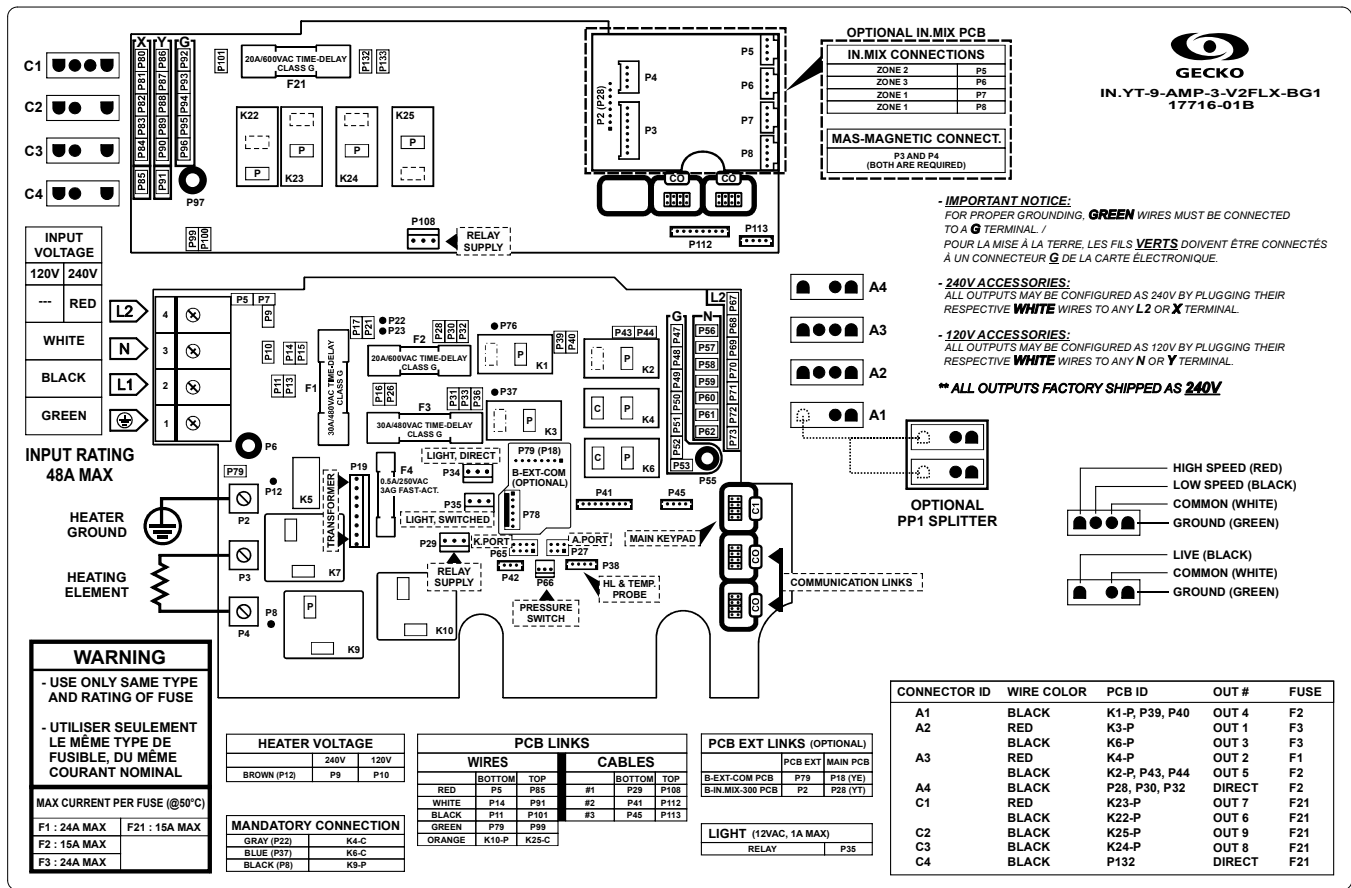 C1
C2
C3
C4
X Y G
P80
P81
P82
P83
P84
P85
P86
P87
P88
P89
P90
P91
P92
P93
P94
P95
P96
P97
P101
20A/600VAC TIME-DELAY
CLASS G
F21
P132
P133
K22
P
K23
P
K24
P
K25
P
P99
P100
P108
RELAY
SUPPLY
P2 (P28)
P4
P3
P5
P6
P7
P8
CO
CO
P112
P113
OPTIONAL IN.MIX PCB
IN.MIX CONNECTIONS
ZONE 2 P5
ZONE 3 P6
ZONE 1 P7
ZONE 1 P8
MAS-MAGNETIC CONNECT.
P3 AND P4
(BOTH ARE REQUIRED)
GECKO
IN.YT-9-AMP-3-V2FLX-BG1
17716-01B
- IMPORTANT NOTICE:
FOR PROPER GROUNDING, GREEN WIRES MUST BE CONNECTED
TO A G TERMINAL. /
POUR LA MISE À LA TERRE, LES FILS VERTS DOIVENT ÊTRE CONNECTÉS
À UN CONNECTEUR G DE LA CARTE ÉLECTRONIQUE.
- 240V ACCESSORIES:
ALL OUTPUTS MAY BE CONFIGURED AS 240V BY PLUGGING THEIR
RESPECTIVE WHITE WIRES TO ANY L2 OR X TERMINAL.
- 120V ACCESSORIES:
ALL OUTPUTS MAY BE CONFIGURED AS 120V BY PLUGGING THEIR
RESPECTIVE WHITE WIRES TO ANY N OR Y TERMINAL.
** ALL OUTPUTS FACTORY SHIPPED AS 240V
INPUT
VOLTAGE
120V 240V
--- RED
WHITE
BLACK
GREEN
L2
N
L1
4
3
2
1
INPUT RATING
48A MAX
HEATER
GROUND
HEATING
ELEMENT
P5 P7
P9
P10
P14
P15
P11
P13
P6
P79
P12
P2
P3
P4
P8
F1
30A/480VAC TIME-DELAY
CLASS G
P17
P21
P22
P23
P28
P30
P32
F2
20A/600VAC TIME-DELAY
CLASS G
P16
P26
P31
P33
P36
F3
30A/480VAC TIME-DELAY
CLASS G
P76
P
K1
P39
P40
P43 P44
P
K2
P37
P
K3
C P
K4
C P
K6
K5
K7
P
K9
K10
TRANSFORMER
P19
F4
0.5A/250VAC
3AG FAST-ACT.
LIGHT, DIRECT
P34
P35
LIGHT, SWITCHED
P29
RELAY
SUPPLY
P79 (P18)
B-EXT-COM
(OPTIONAL)
P78
K.PORT
P65
P42
A.PORT
P27
P66
PRESSURE
SWITCH
P38
HL & TEMP.
PROBE
P41
P45
G N L2
P47
P48
P49
P50
P51
P52
P53
P55
P56
P57
P58
P59
P60
P61
P62
P67
P68
P69
P70
P71
P72
P73
C1
CO
CO
MAIN KEYPAD
COMMUNICATION LINKS
A4
A3
A2
A1
OPTIONAL
PP1 SPLITTER
HIGH SPEED (RED)
LOW SPEED (BLACK)
COMMON (WHITE)
GROUND (GREEN)
LIVE (BLACK)
COMMON (WHITE)
GROUND (GREEN)
WARNING
- USE ONLY SAME TYPE
AND RATING OF FUSE
- UTILISER SEULEMENT
LE MÊME TYPE DE
FUSIBLE, DU MÊME
COURANT NOMINAL
MAX CURRENT PER FUSE (@50°C)
F1 : 24A MAX F21 : 15A MAX
F2 : 15A MAX
F3 : 24A MAX
HEATER VOLTAGE
240V 120V
BROWN (P12) P9 P10
MANDATORY CONNECTION
GRAY (P22) K4-C
BLUE (P37) K6-C
BLACK (P8) K9-P
PCB LINKS
WIRES CABLES
BOTTOM TOP BOTTOM TOP
RED P5 P85 #1 P29 P108
WHITE P14 P91 #2 P41 P112
BLACK P11 P101 #3 P45 P113
GREEN P79 P99
ORANGE K10-P K25-C
PCB EXT LINKS (OPTIONAL)
PCB EXT MAIN PCB
B-EXT-COM PCB P79 P18 (YE)
B-IN.MIX-300 PCB P2 P28 (YT)
LIGHT (12VAC, 1A MAX)
RELAY P35
CONNECTOR ID WIRE COLOR PCB ID OUT # FUSE
A1 BLACK K1-P, P39, P40 OUT 4 F2
A2 RED K3-P OUT 1 F3
BLACK K6-P OUT 3 F3
A3 RED K4-P OUT 2 F1
BLACK K2-P, P43, P44 OUT 5 F2
A4 BLACK P28, P30, P32 DIRECT F2
C1 RED K23-P OUT 7 F21
BLACK K22-P OUT 6 F21
C2 BLACK K25-P OUT 9 F21
C3 BLACK K24-P OUT 8 F21
C4 BLACK P132 DIRECT F21